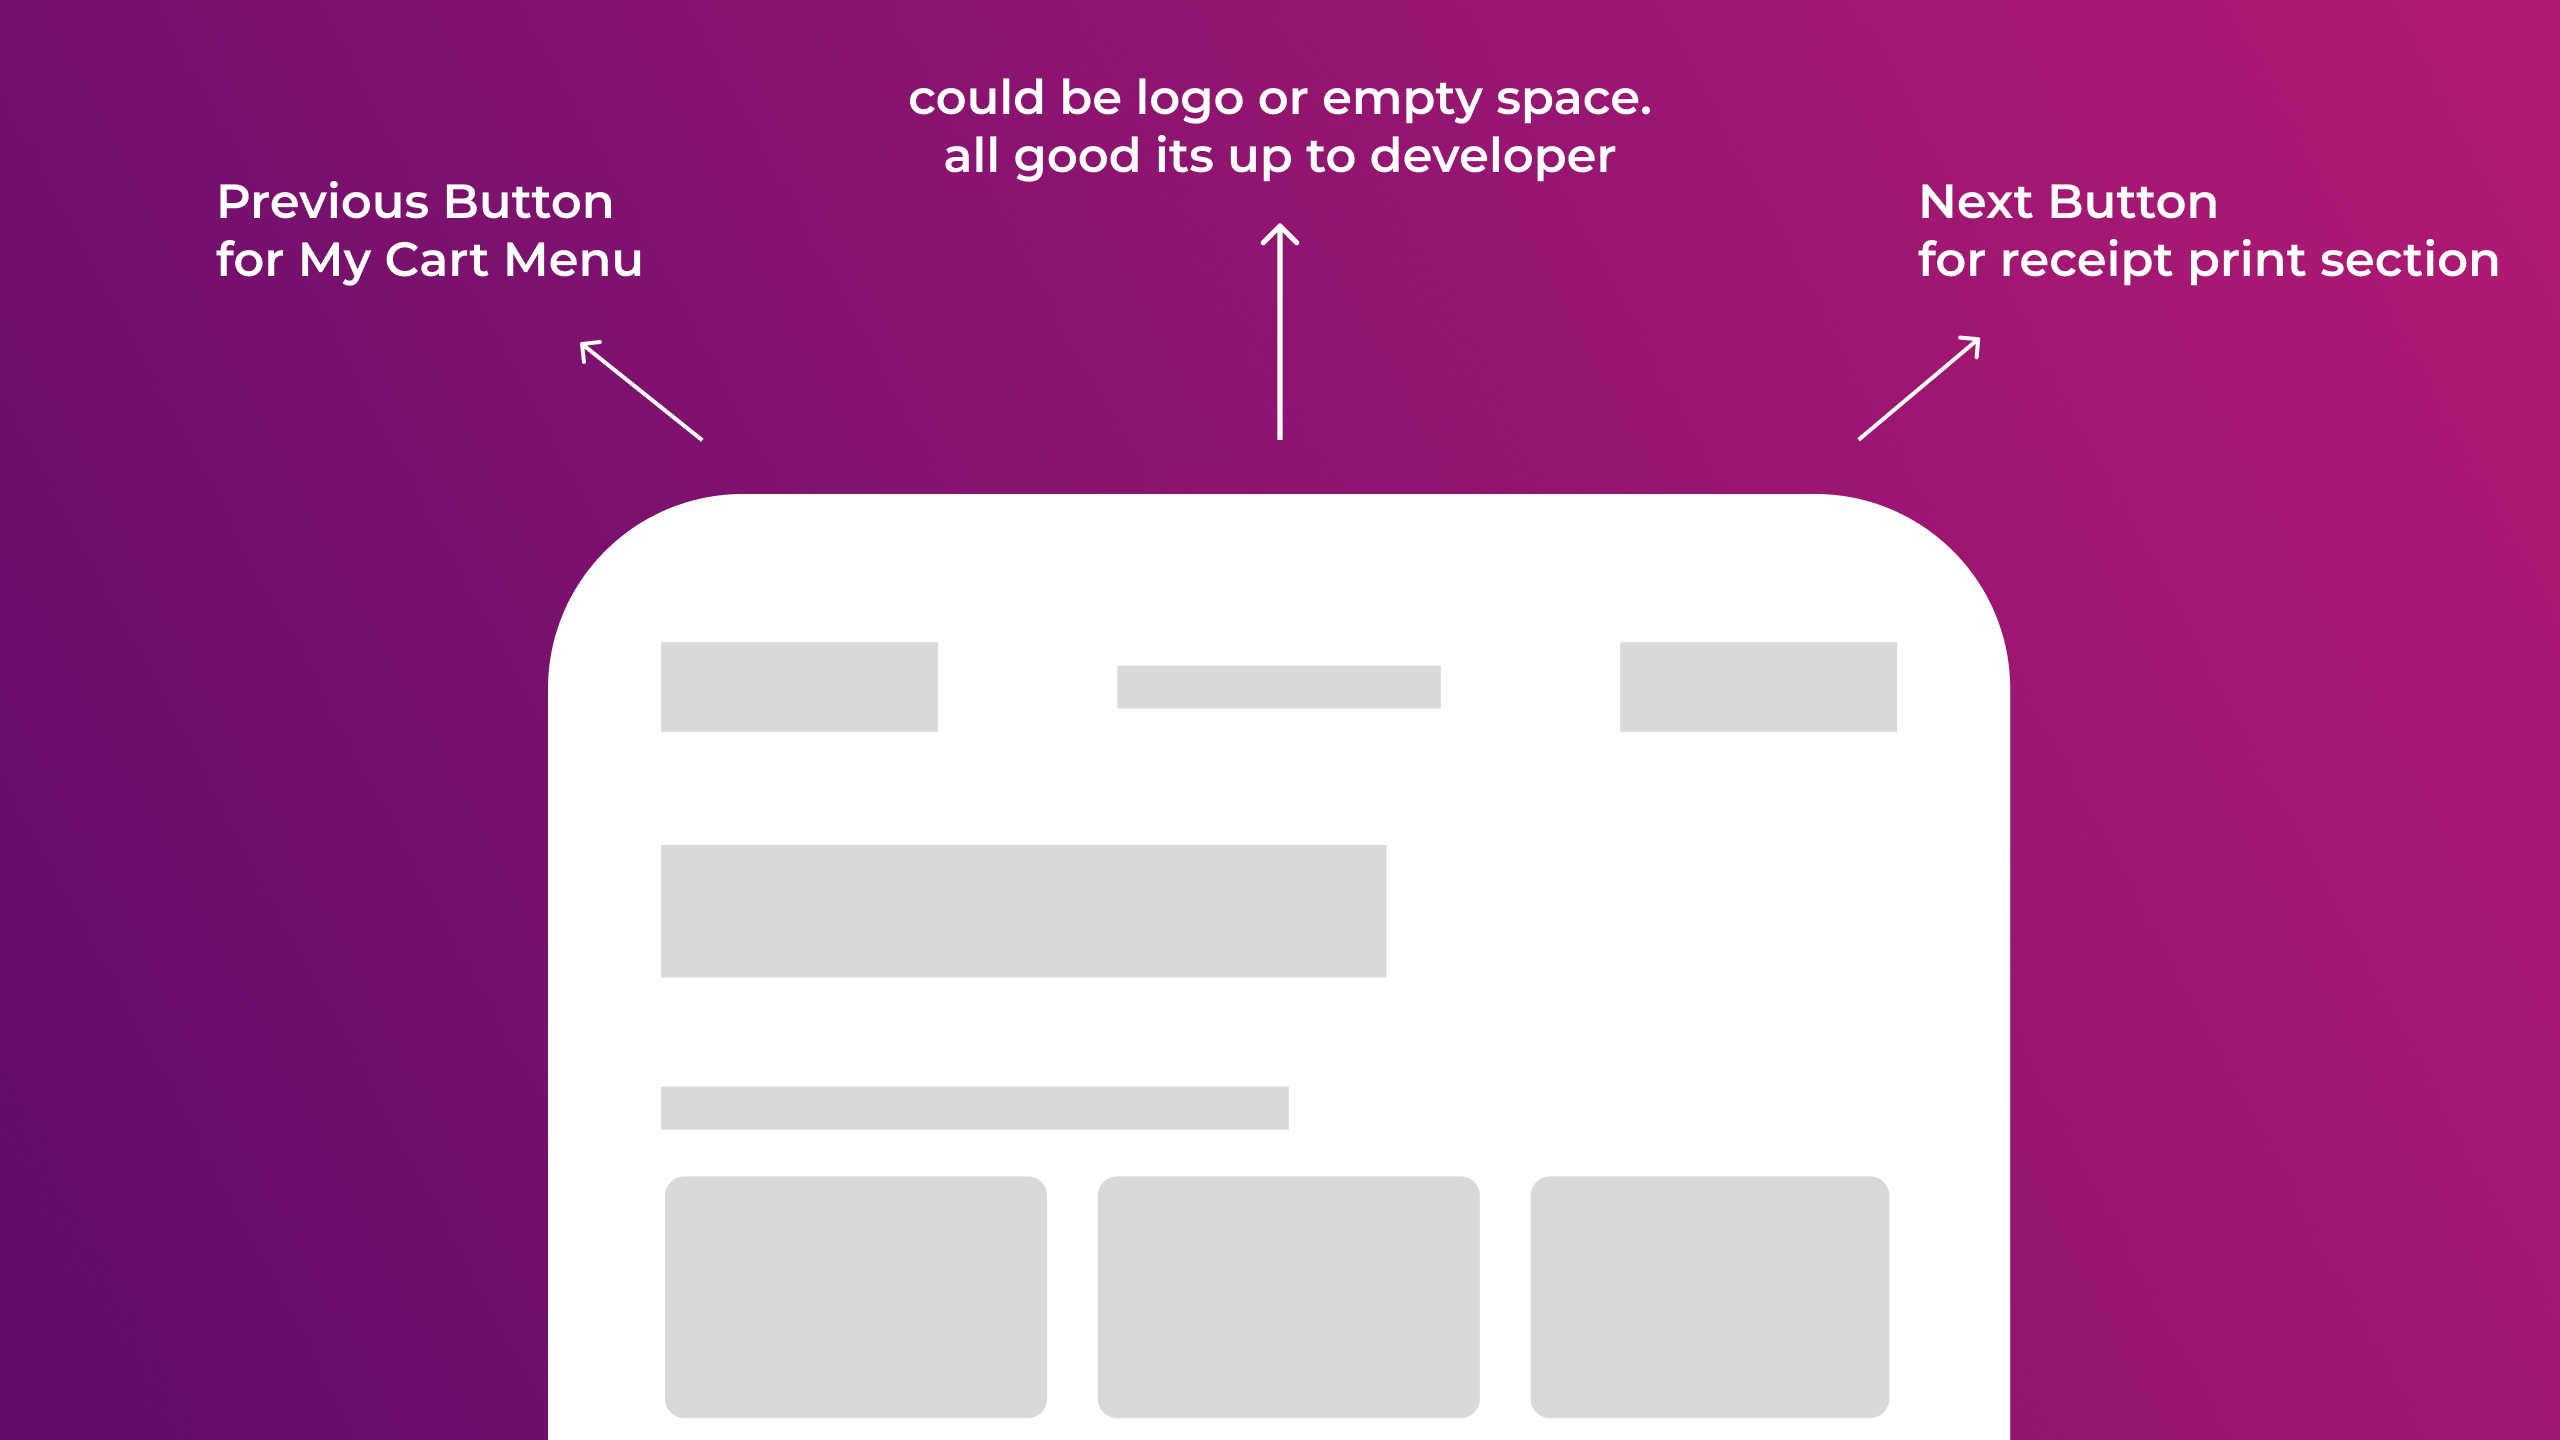 could be logo or empty space.
all good its up to developer
Previous Button
for My Cart Menu
Next Button
for receipt print section